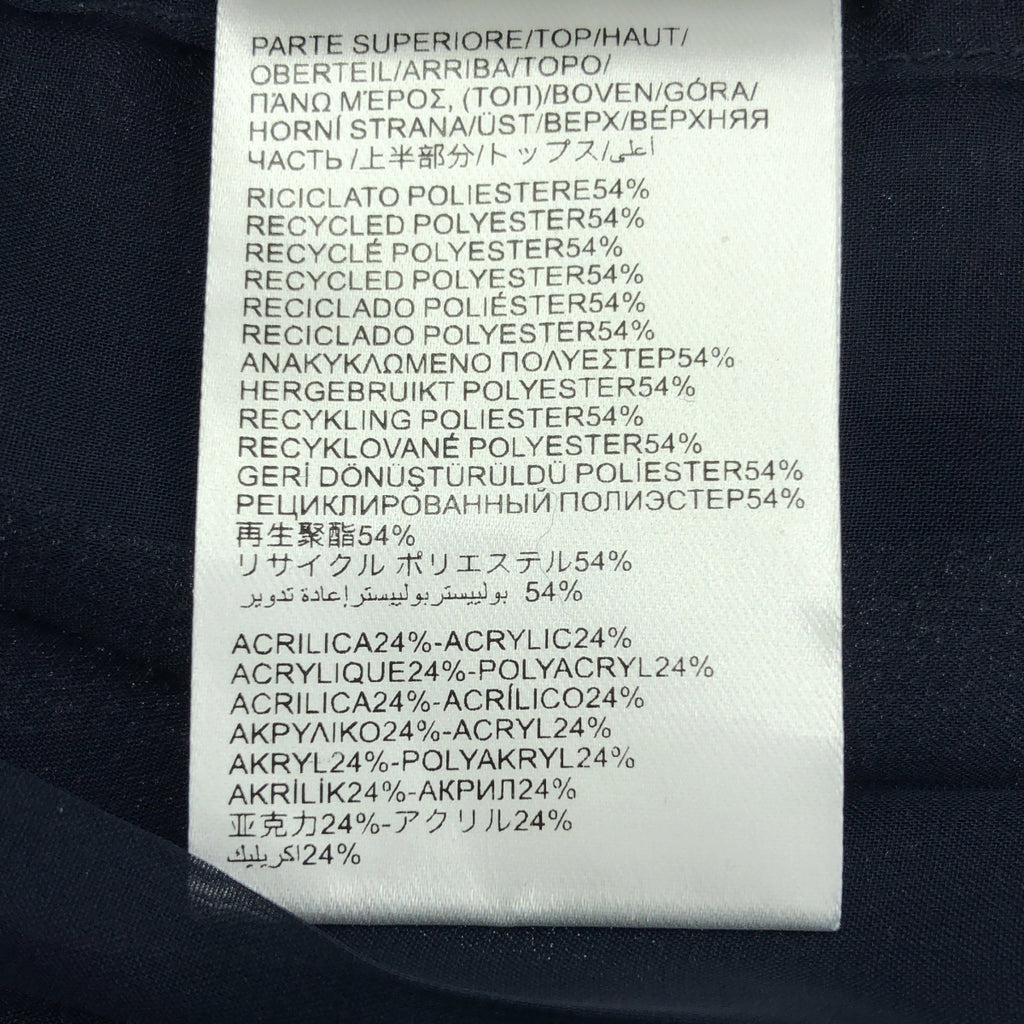 PARTE SUPERIORE/TOP/HAUT/
OBERTEIL/ARRIBA/TOPO/
ΠΆΝΩ ΜΈΡΟΣ, (ΤΟΠ)/BOVEN/GÓRA/
HORNÍ STRANA/ÜST/ВЕРХ/ВЕ́РХНЯЯ
ЧАСТЬ/上半部分/トップス/أعلى
RICICLATO POLIESTERE54%
RECYCLED POLYESTER54%
RECYCLÉ POLYESTER54%
RECYCLED POLYESTER54%
RECICLADO POLIÉSTER54%
RECICLADO POLYESTER54%
ΑΝΑΚΥΚΛΩΜΕΝΟ ΠΟΛΥΕΣΤΕΡ54%
HERGEBRUIKT POLYESTER54%
RECYKLING POLIESTER54%
RECYKLOVANÉ POLYESTER54%
GERİ DÖNÜŞTÜRÜLDÜ POLİESTER54%
РЕЦИКЛИРОВАННЫЙ ПОЛИЭСТЕР54%
再生聚酯54%
リサイクル ポリエステル54%
بولييستربولييستر إعادة تدوير 54%
ACRILICA24%-ACRYLIC24%
ACRYLIQUE24%-POLYACRYL24%
ACRILICA24%-ACRÍLICO24%
ΑΚΡΥΛΙΚΟ24%-ACRYL24%
AKRYL24%-POLYAKRYL24%
AKRİLİK24%-АКРИЛ24%
亚克力24%-アクリル24%
اكريليك24%